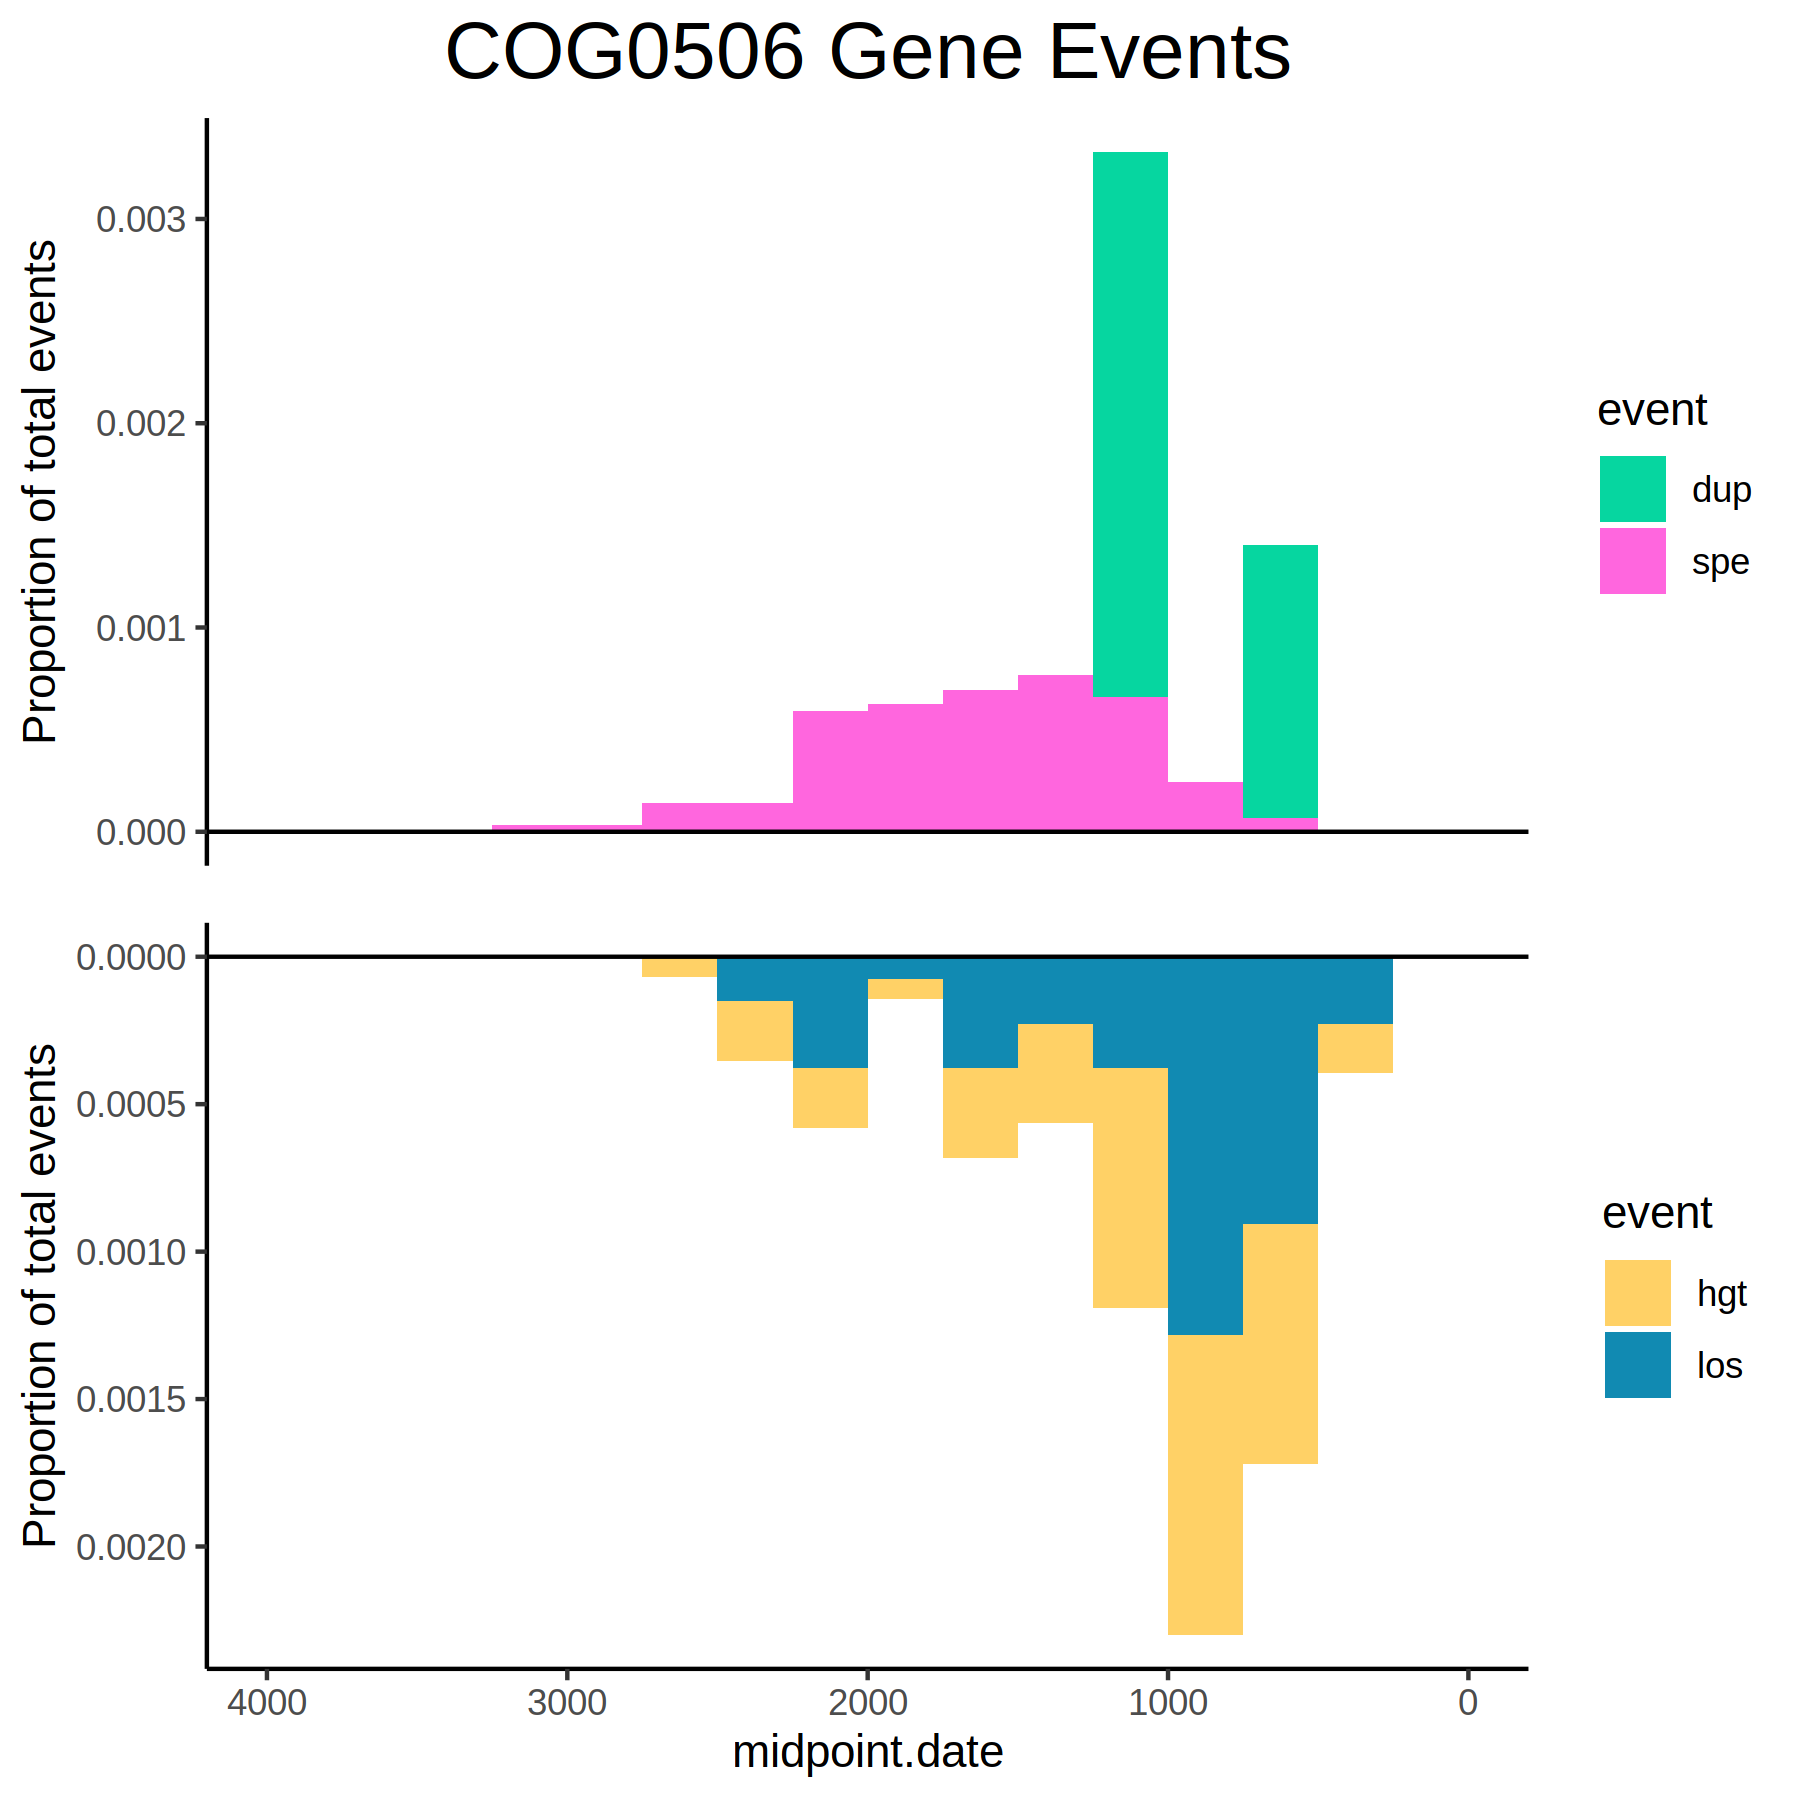 COG0506 Gene Events
Proportion of total events
0.003
0.002
0.001
0.000
event
dup
spe
Proportion of total events
0.0000
0.0005
0.0010
0.0015
0.0020
event
hgt
los
4000 3000 2000 1000 0
midpoint.date